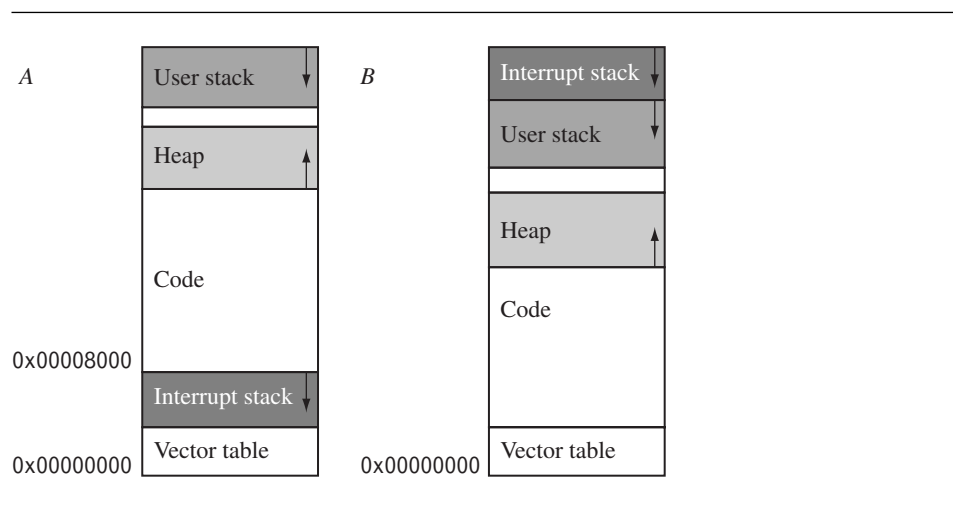 A
User stack
Heap
Code
0x00008000
Interrupt stack
Vector table
0x00000000
B
Interrupt stack
User stack
Heap
Code
Vector table
0x00000000